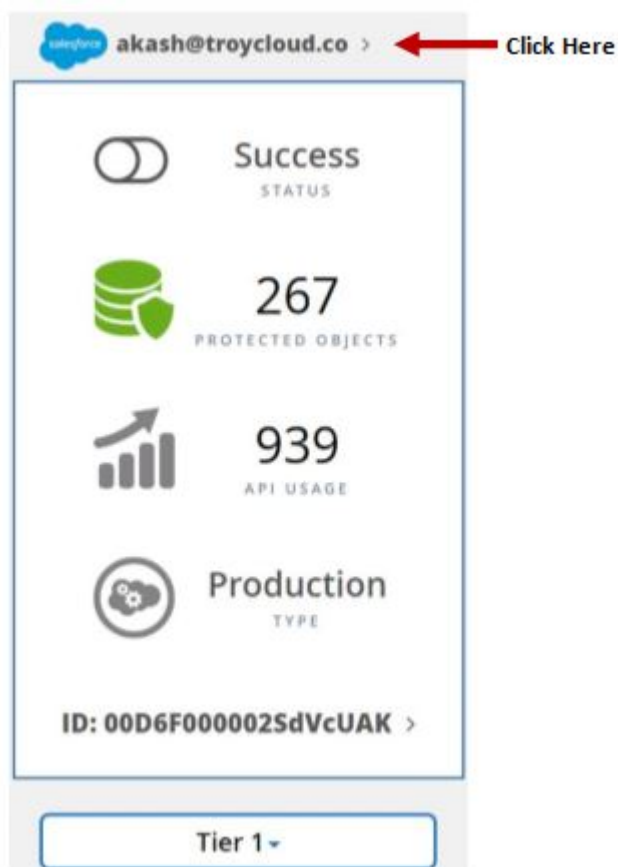 salesforce akash@troycloud.co > Click Here
Success
STATUS
267
PROTECTED OBJECTS
939
API USAGE
Production
TYPE
ID: 00D6F000002SdVcUAK >
Tier 1